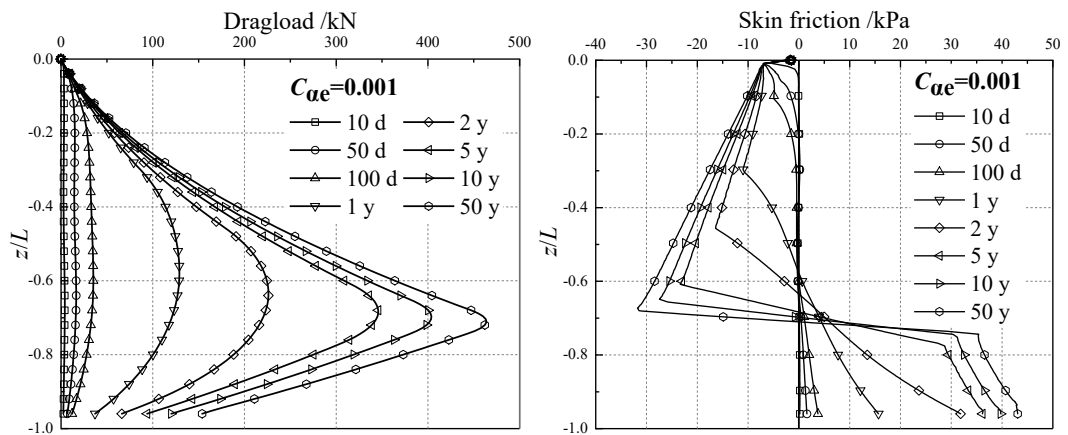 Dragload /kN
0 100 200 300 400 500
0.0
-0.2
-0.4
-0.6
-0.8
-1.0
z/L
Cαe=0.001
10 d 2 y
50 d 5 y
100 d 10 y
1 y 50 y
Skin friction /kPa
-40 -30 -20 -10 0 10 20 30 40 50
0.0
-0.2
-0.4
-0.6
-0.8
-1.0
z/L
Cαe=0.001
10 d
50 d
100 d
1 y
2 y
5 y
10 y
50 y